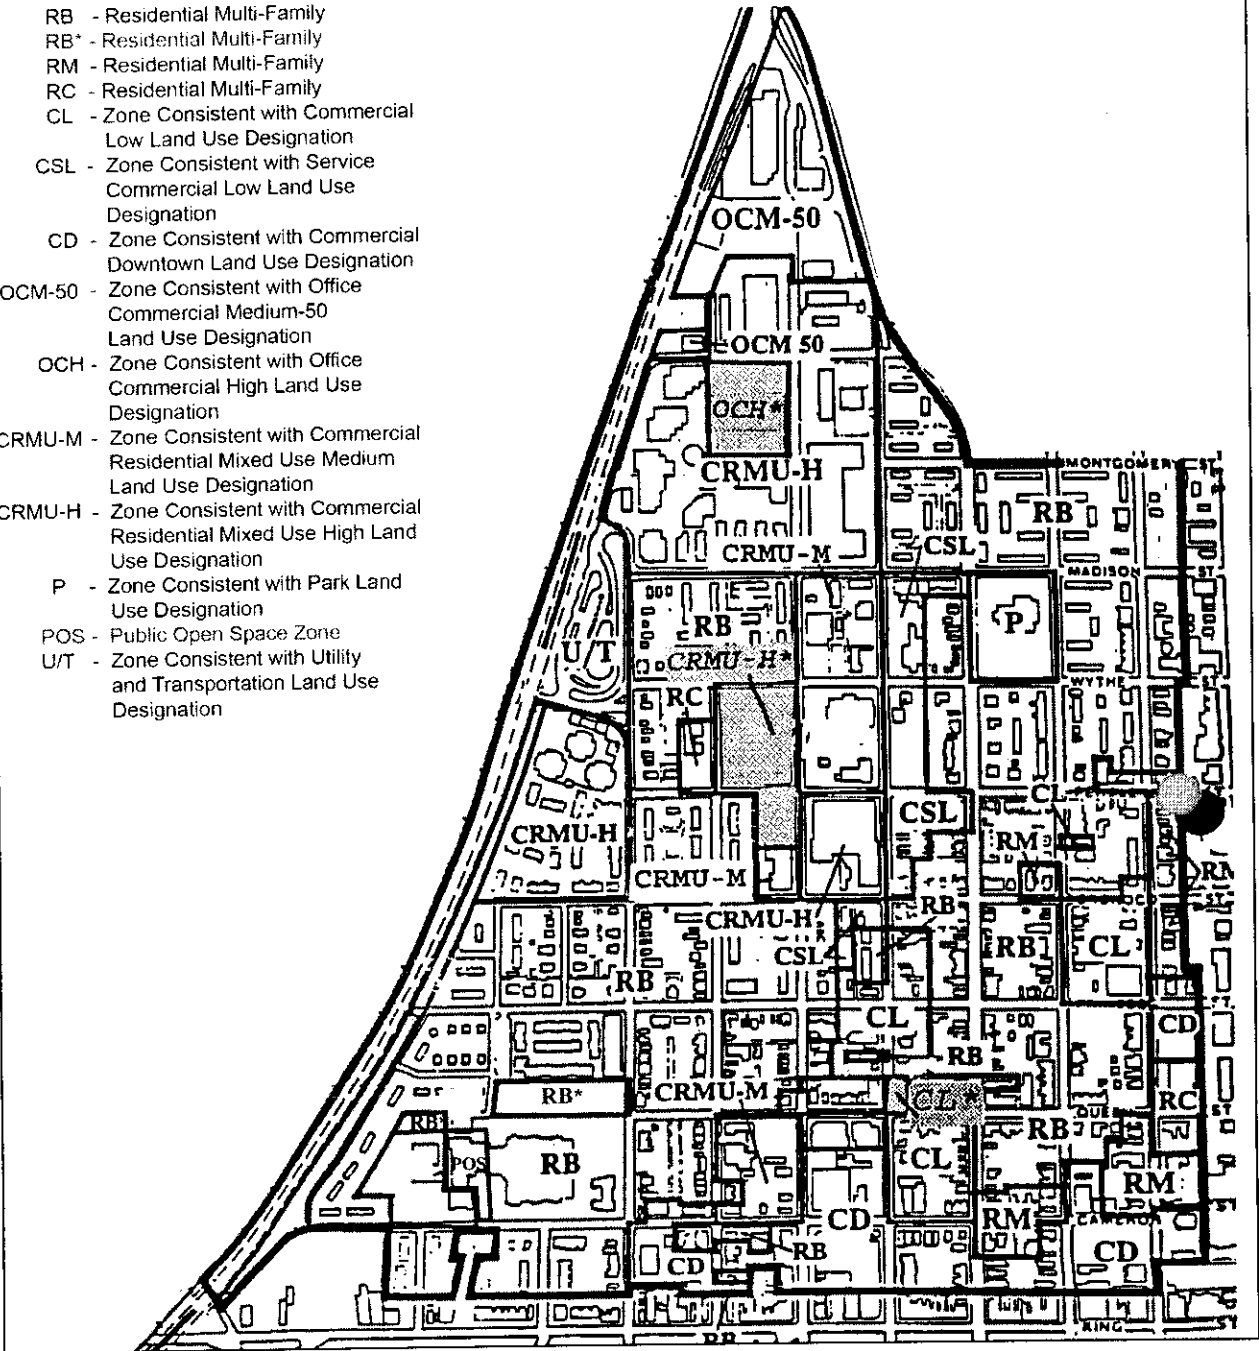 RB - Residential Multi-Family
RB* - Residential Multi-Family
RM - Residential Multi-Family
RC - Residential Multi-Family
CL - Zone Consistent with Commercial
Low Land Use Designation
CSL - Zone Consistent with Service
Commercial Low Land Use
Designation
CD - Zone Consistent with Commercial
Downtown Land Use Designation
OCM-50 - Zone Consistent with Office
Commercial Medium-50
Land Use Designation
OCH - Zone Consistent with Office
Commercial High Land Use
Designation
CRMU-M - Zone Consistent with Commercial
Residential Mixed Use Medium
Land Use Designation
CRMU-H - Zone Consistent with Commercial
Residential Mixed Use High Land
Use Designation
P - Zone Consistent with Park Land
Use Designation
POS - Public Open Space Zone
U/T - Zone Consistent with Utility
and Transportation Land Use
Designation
OCM-50
OCM 50
OCH*
CRMU-H
MONTGOMERY ST
RB
CSL
CRMU-M
MADISON ST
P
RB
U/T
CRMU-H*
WYTHE ST
RC
CL
CSL
CRMU-H
RM
CRMU-M
RM
RB
ST
CRMU-H
CSL
RB
CL
RB
CL
CD
RB
RB*
CRMU-M
CL*
RC
ST
RB
RB
POS
RB
CL
RM
RM
CAMERON ST
CD
RB
CD
CD
KING ST
RB